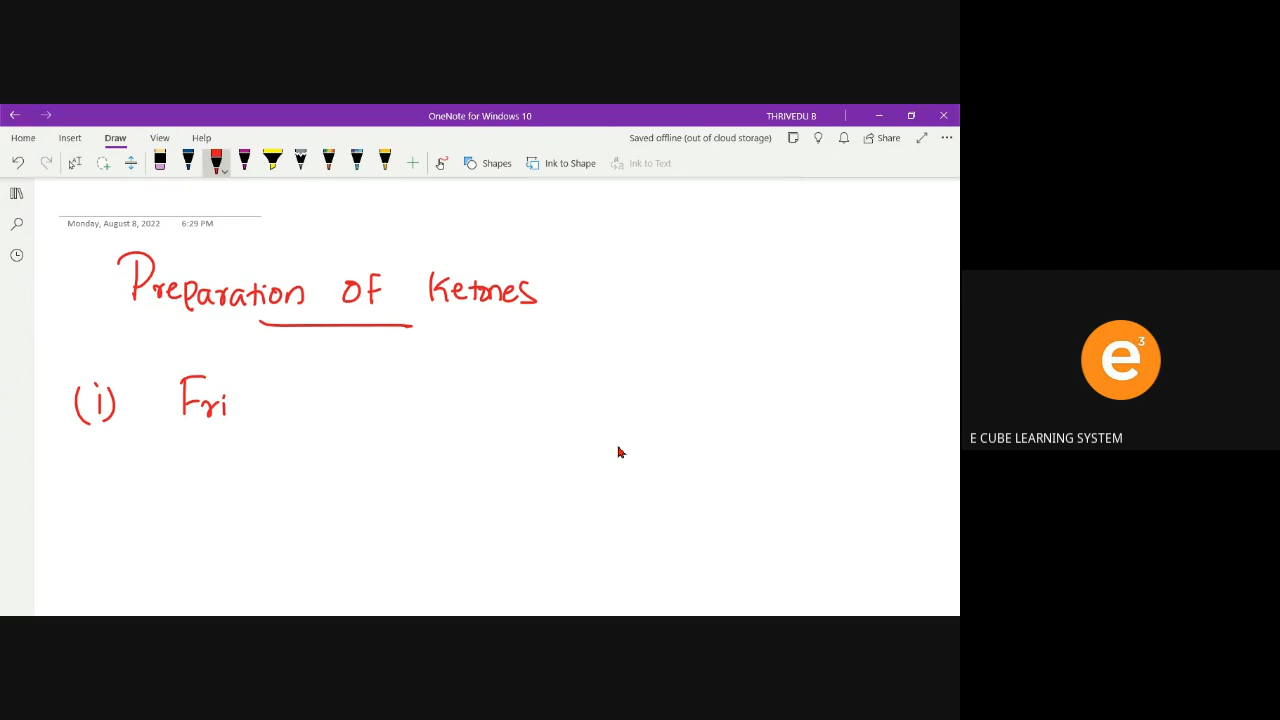 OneNote for Windows 10
THRIVEDU B
Home Insert Draw View Help
Saved offline (out of cloud storage)
Share
Shapes
Ink to Shape
Ink to Text
Monday, August 8, 2022 6:29 PM
Preparation of Ketones
(i) Fri
e3
E CUBE LEARNING SYSTEM